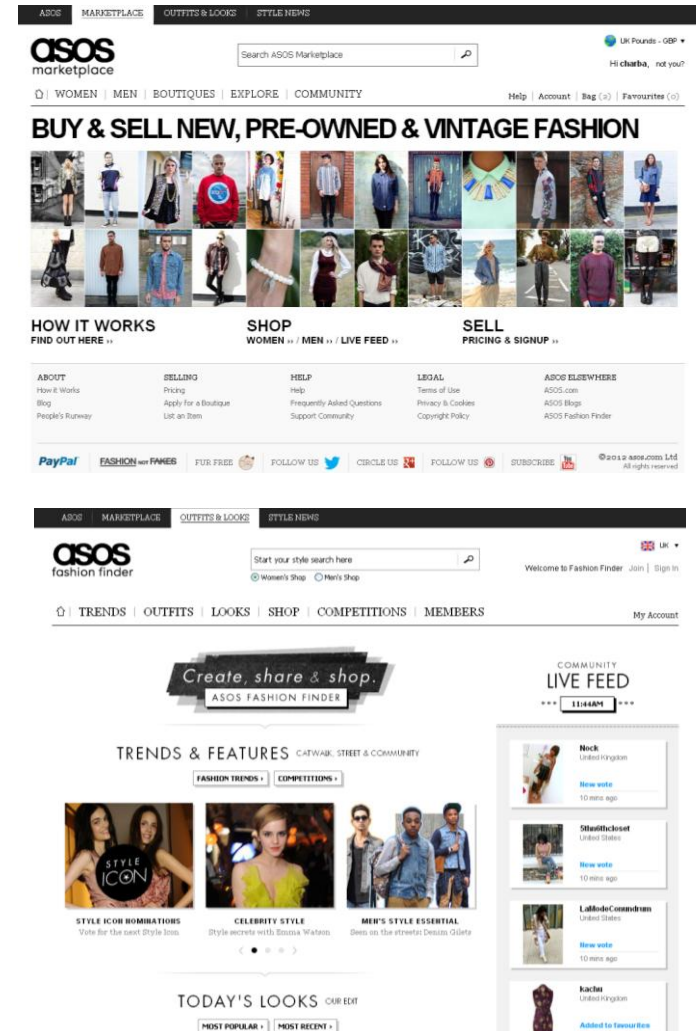 ASOS MARKETPLACE OUTFITS & LOOKS STYLE NEWS
asos
marketplace
Search ASOS Marketplace
UK Pounds - GBP
Hi charba, not you?
WOMEN | MEN | BOUTIQUES | EXPLORE | COMMUNITY
Help | Account | Bag (2) | Favourites (0)
BUY & SELL NEW, PRE-OWNED & VINTAGE FASHION
HOW IT WORKS
FIND OUT HERE ››
SHOP
WOMEN ›› / MEN ›› / LIVE FEED ››
SELL
PRICING & SIGNUP ››
ABOUT
How it Works
Blog
People's Runway
SELLING
Pricing
Apply for a Boutique
List an Item
HELP
Help
Frequently Asked Questions
Support Community
LEGAL
Terms of Use
Privacy & Cookies
Copyright Policy
ASOS ELSEWHERE
ASOS.com
ASOS Blogs
ASOS Fashion Finder
PayPal
FASHION NOT FAKES
FUR FREE
FOLLOW US
CIRCLE US
FOLLOW US
SUBSCRIBE
©2012 asos.com Ltd
All rights reserved
ASOS MARKETPLACE OUTFITS & LOOKS STYLE NEWS
asos
fashion finder
Start your style search here
Women's Shop Men's Shop
UK
Welcome to Fashion Finder Join | Sign In
TRENDS | OUTFITS | LOOKS | SHOP | COMPETITIONS | MEMBERS
My Account
Create, share & shop.
ASOS FASHION FINDER
TRENDS & FEATURES CATWALK, STREET & COMMUNITY
FASHION TRENDS › COMPETITIONS ›
STYLE ICON
STYLE ICON NOMINATIONS
Vote for the next Style Icon
CELEBRITY STYLE
Style secrets with Emma Watson
MEN'S STYLE ESSENTIAL
Seen on the streets: Denim Gilets
TODAY'S LOOKS OUR EDIT
MOST POPULAR › MOST RECENT ›
COMMUNITY
LIVE FEED
11:44AM
Nock
United Kingdom
New vote
10 mins ago
5thn6thcloset
United States
New vote
10 mins ago
LaModeConundrum
United States
New vote
10 mins ago
kachu
United Kingdom
Added to favourites